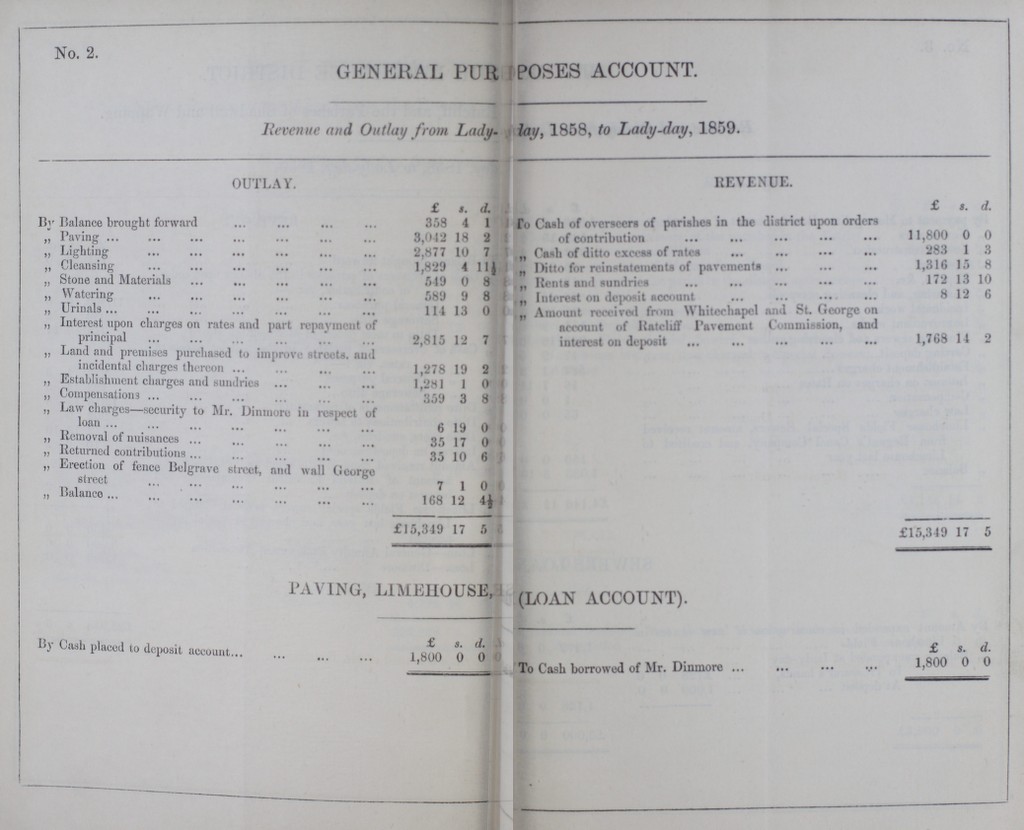 No. 2.
GENERAL PURPOSES ACCOUNT.
Revenue and Outlay from Lady-day, 1858, to Lady-day, 1859.
OUTLAY.
£ s. d.
By Balance brought forward ... ... ... ... 358 4 1
„ Paving ... ... ... ... ... ... ... ... 3,042 18 2
„ Lighting ... ... ... ... ... ... ... 2,877 10 7
„ Cleansing ... ... ... ... ... ... ... 1,829 4 11½
„ Stone and Materials ... ... ... ... ... 549 0 8
„ Watering ... ... ... ... ... ... ... 589 9 8
„ Urinals ... ... ... ... ... ... ... ... 114 13 0
„ Interest upon charges on rates and part repayment of
principal ... ... ... ... ... ... ... 2,815 12 7
„ Land and premises purchased to improve streets, and
incidental charges thereon ... ... ... ... 1,278 19 2
„ Establishment charges and sundries ... ... ... 1,281 1 0
„ Compensations ... ... ... ... ... ... ... 359 3 8
„ Law charges—security to Mr. Dinmore in respect of
loan ... ... ... ... ... ... ... ... 6 19 0
„ Removal of nuisances ... ... ... ... ... 35 17 0
„ Returned contributions ... ... ... ... ... 35 10 6
„ Erection of fence Belgrave street, and wall George
street ... ... ... ... ... ... ... 7 1 0
„ Balance ... ... ... ... ... ... ... ... 168 12 4½
£15,349 17 5
REVENUE.
£ s. d.
To Cash of overseers of parishes in the district upon orders
of contribution ... ... ... ... ... 11,800 0 0
„ Cash of ditto excess of rates ... ... ... ... 283 1 3
„ Ditto for reinstatements of pavements ... ... ... 1,316 15 8
„ Rents and sundries ... ... ... ... ... 172 13 10
„ Interest on deposit account ... ... ... ... 8 12 6
„ Amount received from Whitechapel and St. George on
account of Ratcliff Pavement Commission, and
interest on deposit ... ... ... ... ... 1,768 14 2
£15,349 17 5
PAVING, LIMEHOUSE, (LOAN ACCOUNT).
£ s. d.
By Cash placed to deposit account... ... ... ... 1,800 0 0
£ s. d.
To Cash borrowed of Mr. Dinmore ... ... ... ... 1,800 0 0